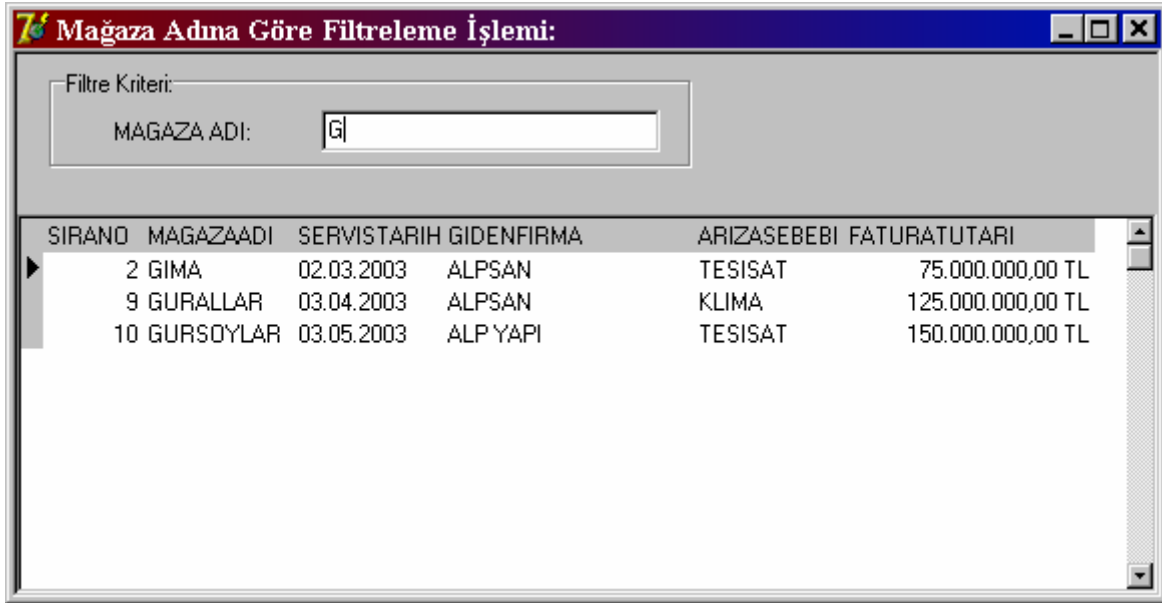 Mağaza Adına Göre Filtreleme İşlemi:
Filtre Kriteri:
MAGAZA ADI: G
SIRANO MAGAZAADI SERVISTARIH GIDENFIRMA ARIZASEBEBI FATURATUTARI
2 GIMA 02.03.2003 ALPSAN TESISAT 75.000.000,00 TL
9 GURALLAR 03.04.2003 ALPSAN KLIMA 125.000.000,00 TL
10 GURSOYLAR 03.05.2003 ALP YAPI TESISAT 150.000.000,00 TL